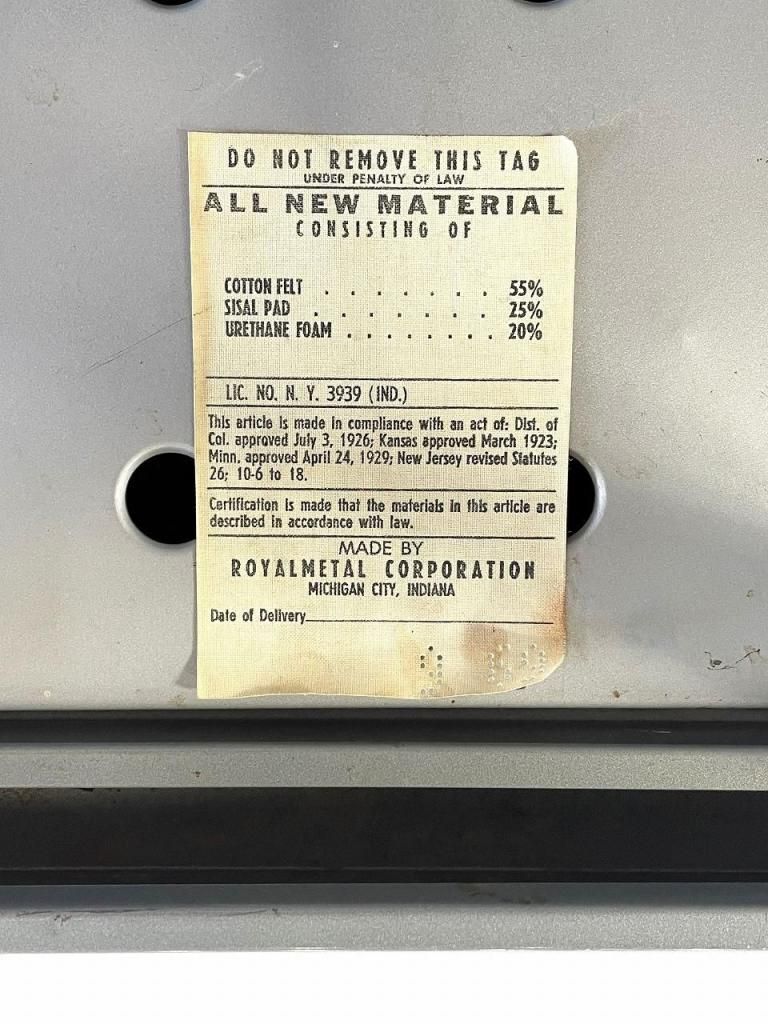 DO NOT REMOVE THIS TAG
UNDER PENALTY OF LAW
ALL NEW MATERIAL
CONSISTING OF
COTTON FELT . . . . . . . 55%
SISAL PAD . . . . . . . 25%
URETHANE FOAM . . . . . . . . 20%
LIC. NO. N. Y. 3939 (IND.)
This article is made in compliance with an act of: Dist. of
Col. approved July 3, 1926; Kansas approved March 1923;
Minn. approved April 24, 1929; New Jersey revised Statutes
26; 10-6 to 18.
Certification is made that the materials in this article are
described in accordance with law.
MADE BY
ROYALMETAL CORPORATION
MICHIGAN CITY, INDIANA
Date of Delivery